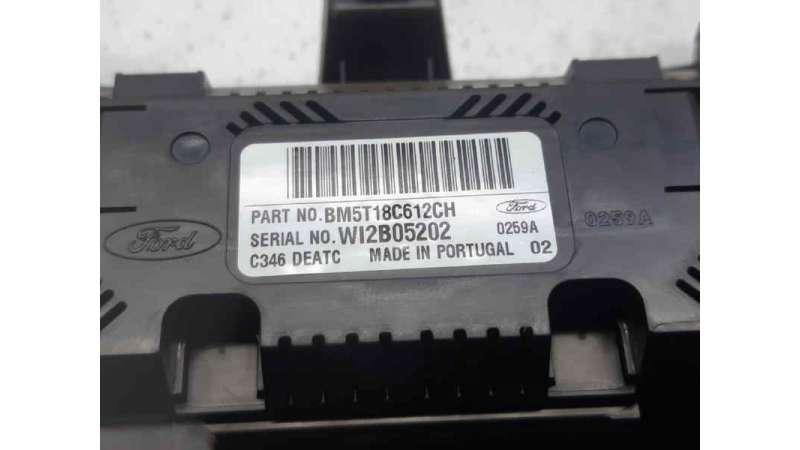 PART NO.BM5T18C612CH
Ford
SERIAL NO.WI2B05202
0259A
C346 DEATC MADE IN PORTUGAL 02
Ford
0259A